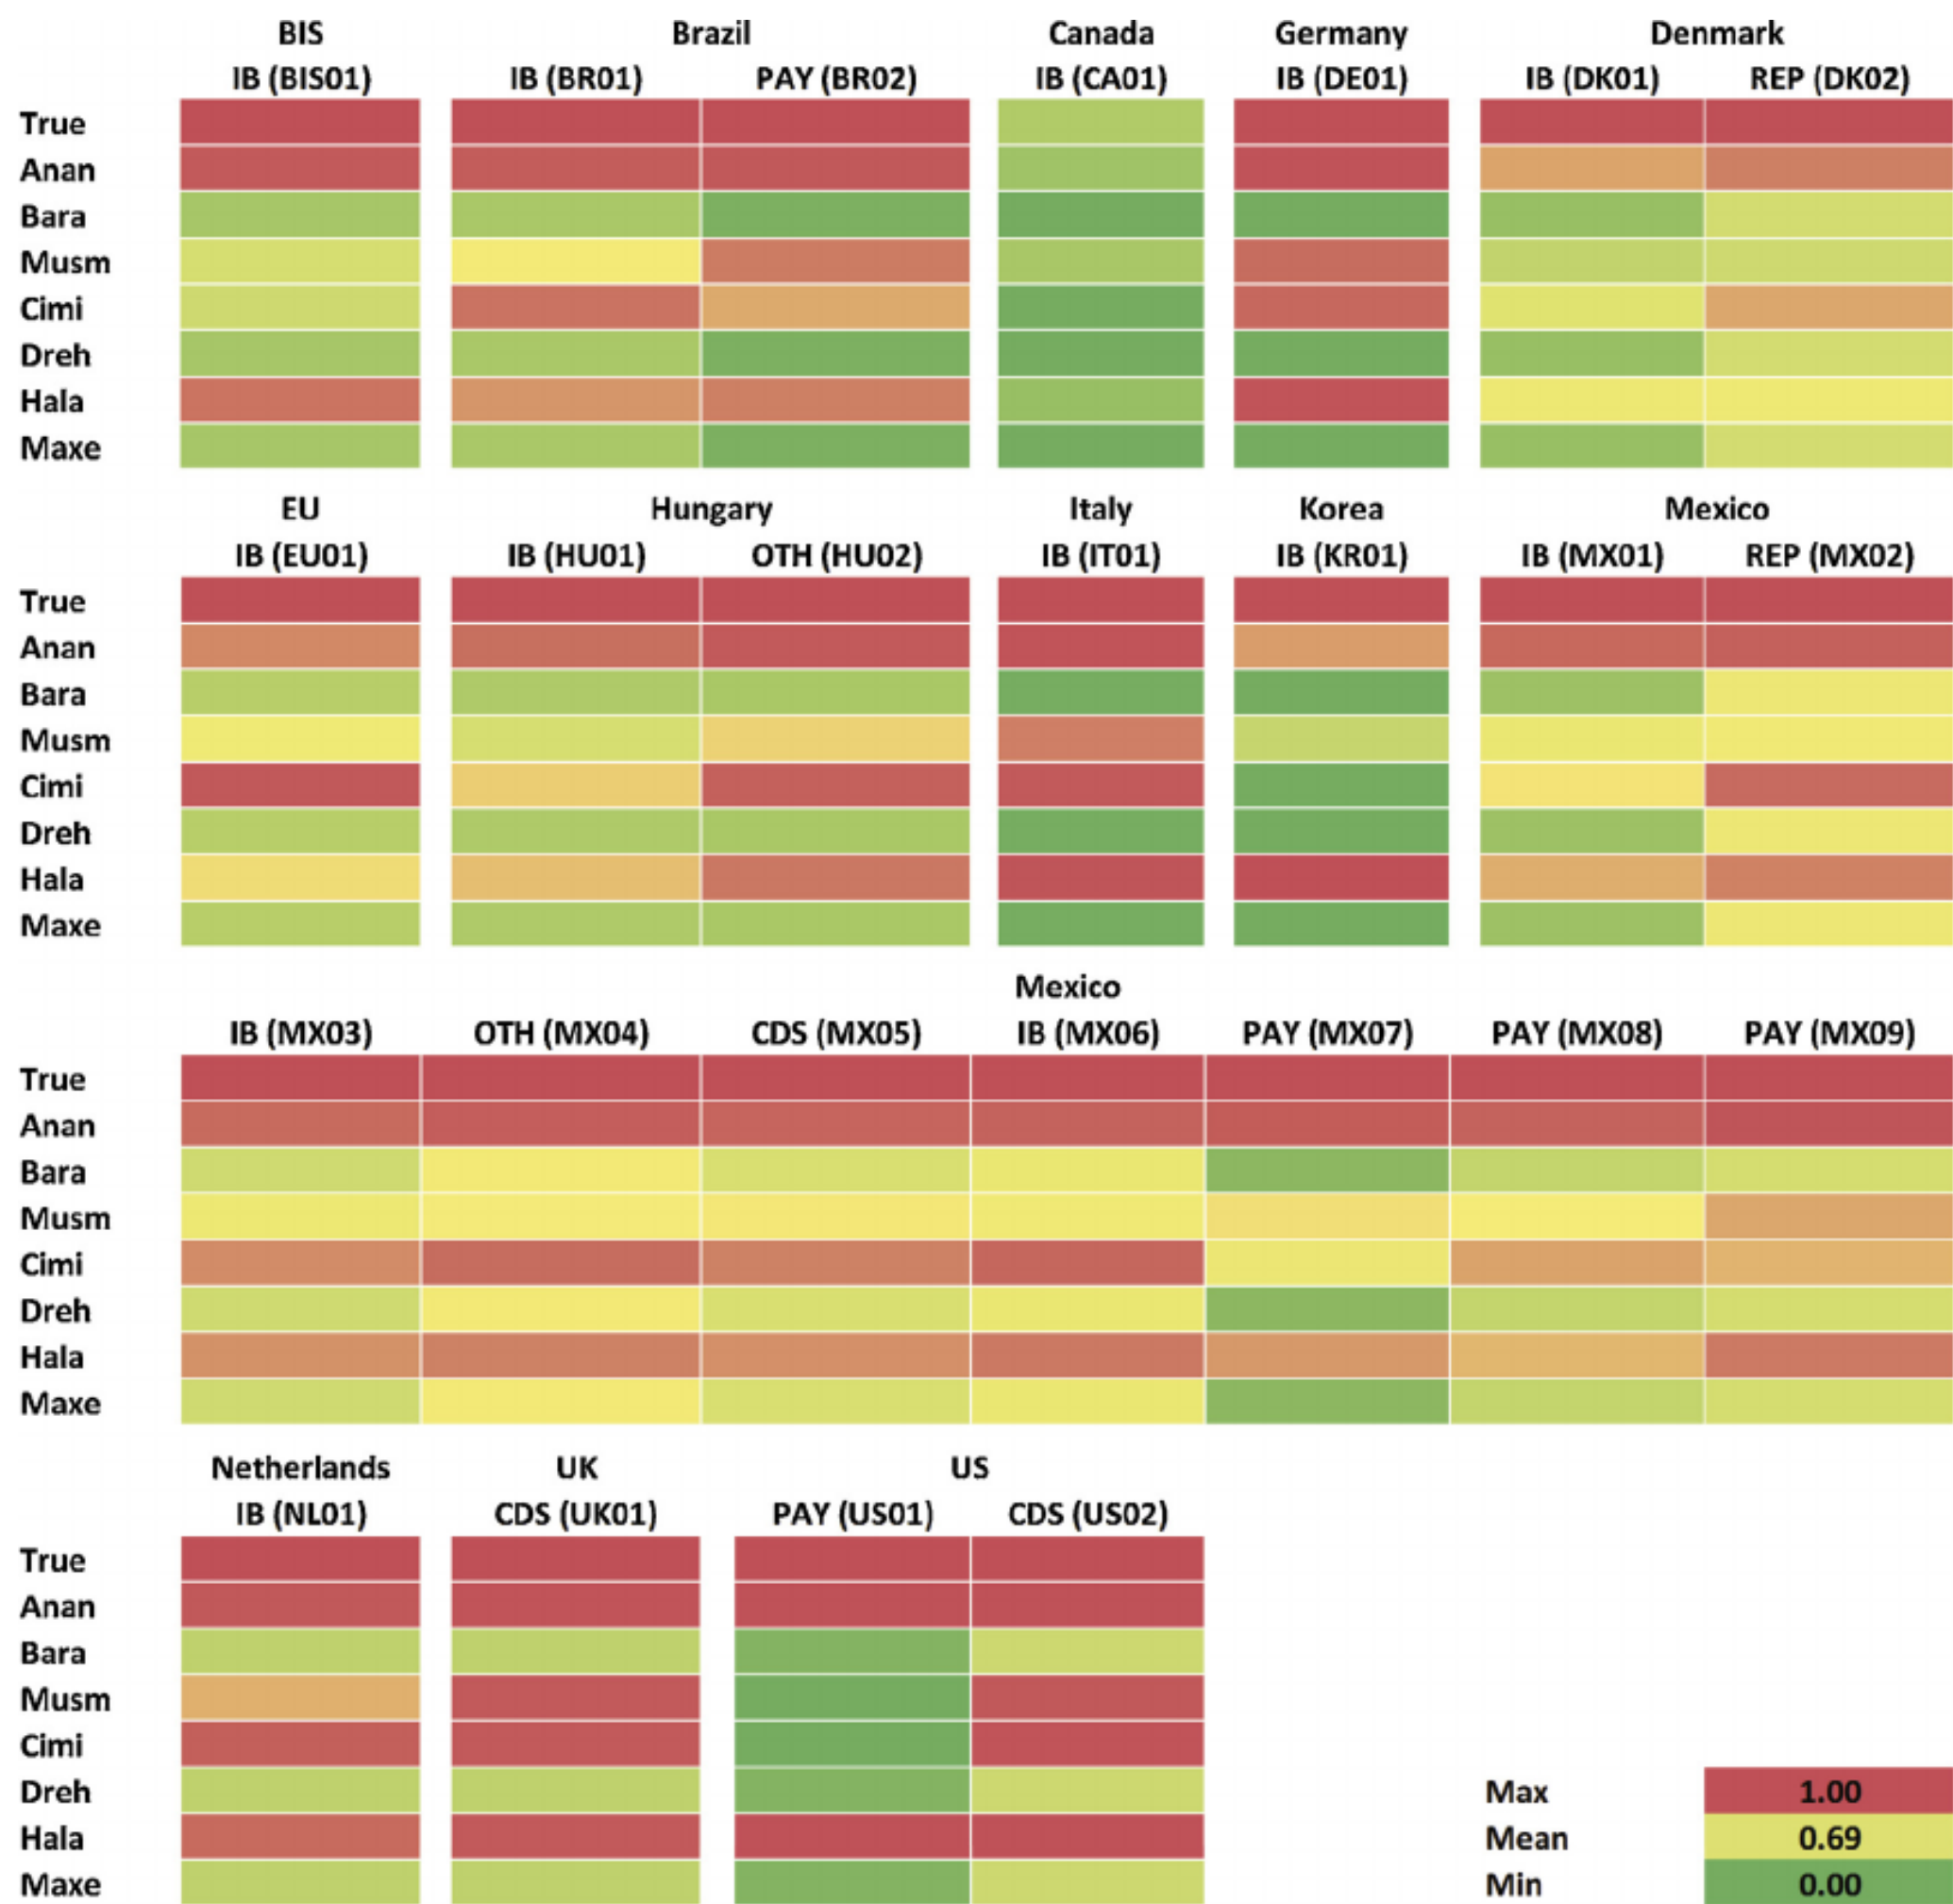 BIS Brazil Canada Germany Denmark
IB (BIS01) IB (BR01) PAY (BR02) IB (CA01) IB (DE01) IB (DK01) REP (DK02)
True
Anan
Bara
Musm
Cimi
Dreh
Hala
Maxe
EU Hungary Italy Korea Mexico
IB (EU01) IB (HU01) OTH (HU02) IB (IT01) IB (KR01) IB (MX01) REP (MX02)
True
Anan
Bara
Musm
Cimi
Dreh
Hala
Maxe
Mexico
IB (MX03) OTH (MX04) CDS (MX05) IB (MX06) PAY (MX07) PAY (MX08) PAY (MX09)
True
Anan
Bara
Musm
Cimi
Dreh
Hala
Maxe
Netherlands UK US
IB (NL01) CDS (UK01) PAY (US01) CDS (US02)
True
Anan
Bara
Musm
Cimi
Dreh Max 1.00
Hala Mean 0.69
Maxe Min 0.00